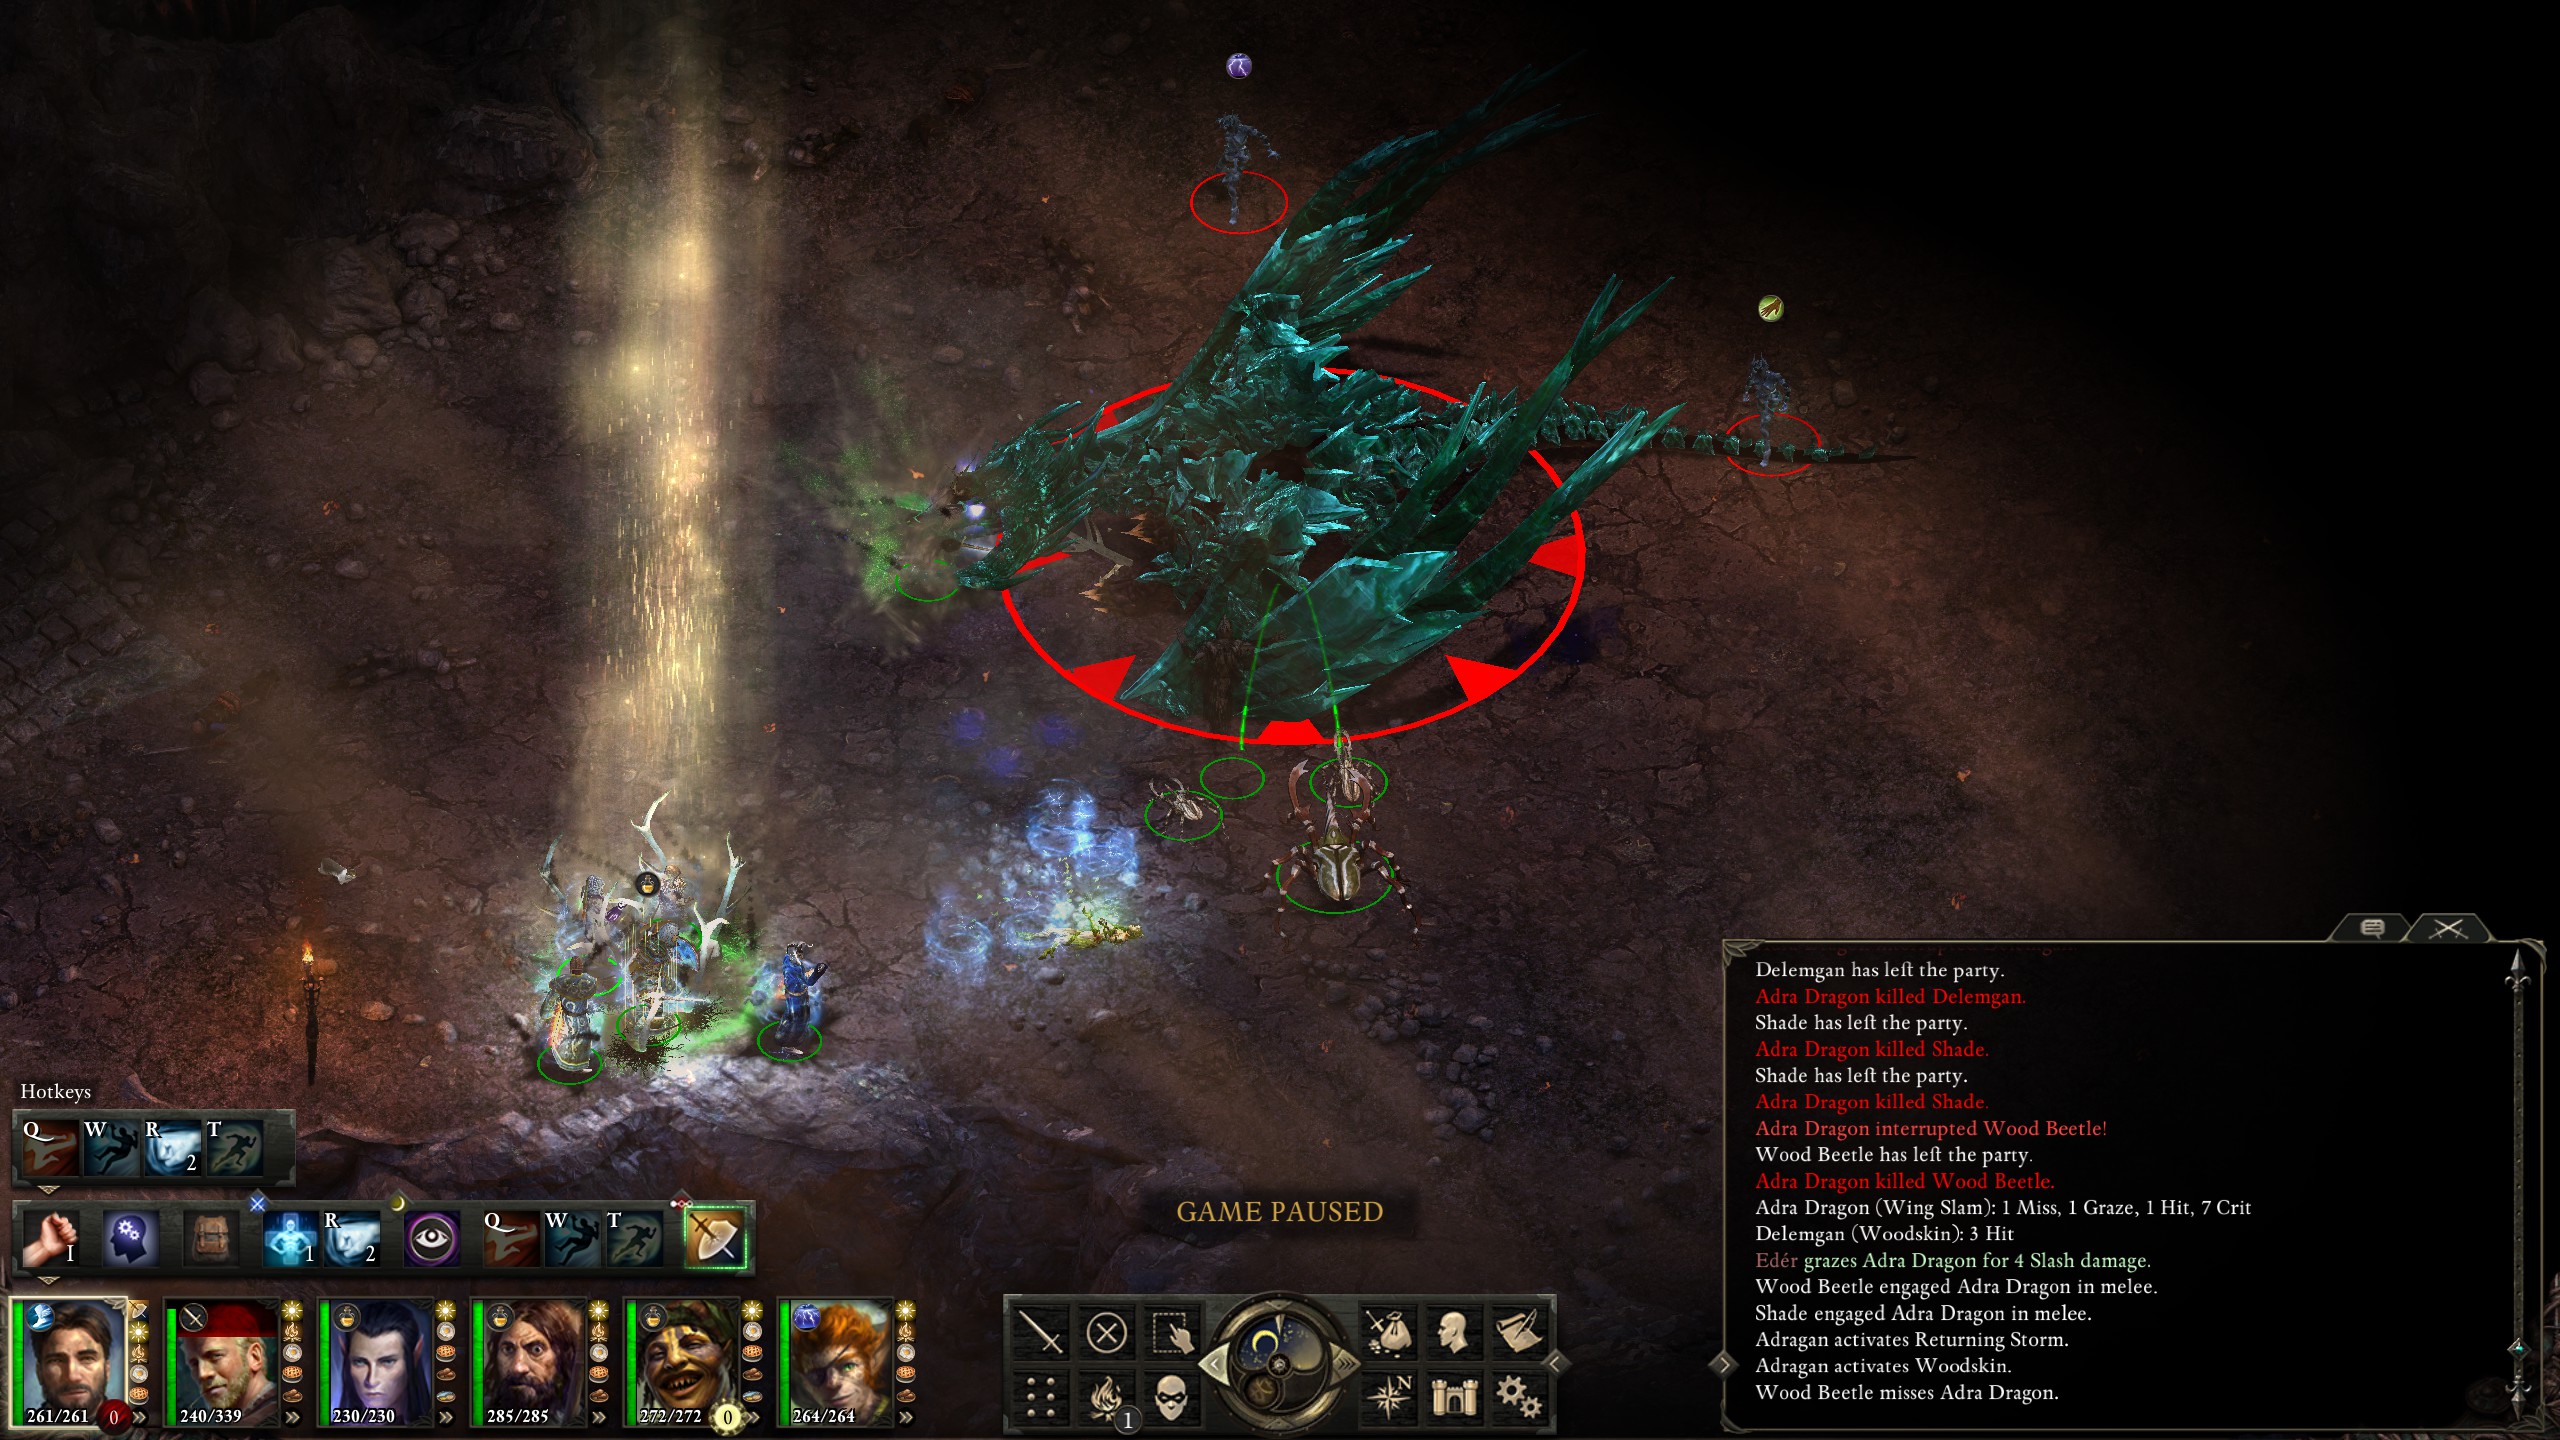 Delemgan has left the party.
Adra Dragon killed Delemgan.
Shade has left the party.
Adra Dragon killed Shade.
Shade has left the party.
Adra Dragon killed Shade.
Adra Dragon interrupted Wood Beetle!
Wood Beetle has left the party.
Adra Dragon killed Wood Beetle.
Adra Dragon (Wing Slam): 1 Miss, 1 Graze, 1 Hit, 7 Crit
Delemgan (Woodskin): 3 Hit
Edér grazes Adra Dragon for 4 Slash damage.
Wood Beetle engaged Adra Dragon in melee.
Shade engaged Adra Dragon in melee.
Adragan activates Returning Storm.
Adragan activates Woodskin.
Wood Beetle misses Adra Dragon.
Hotkeys
Q W R 2 T
I 1 R 2 Q W T
GAME PAUSED
261/261 0 240/339 230/230 285/285 272/272 0 264/264
N
1